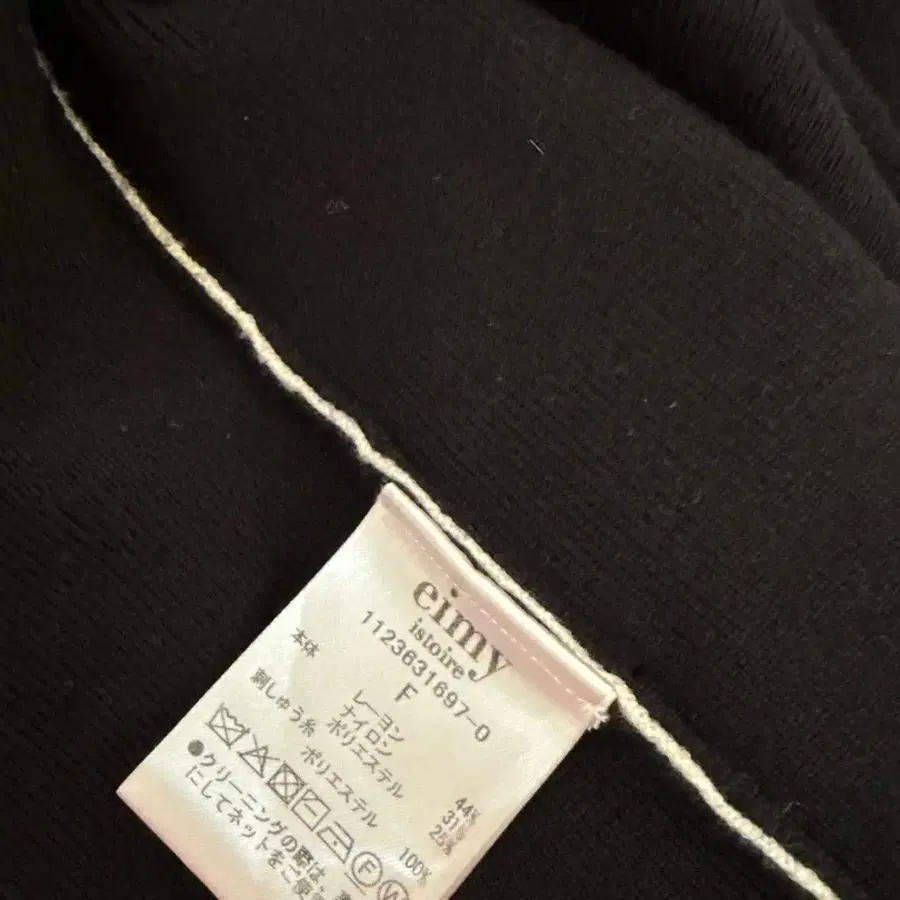 eimy
istoire
1123631697-0
F
本体 レーヨン 44%
ナイロン 31%
ポリエステル 25%
刺しゅう糸 ポリエステル 100%
F W
●クリーニングの際は、
にしてネットをご使